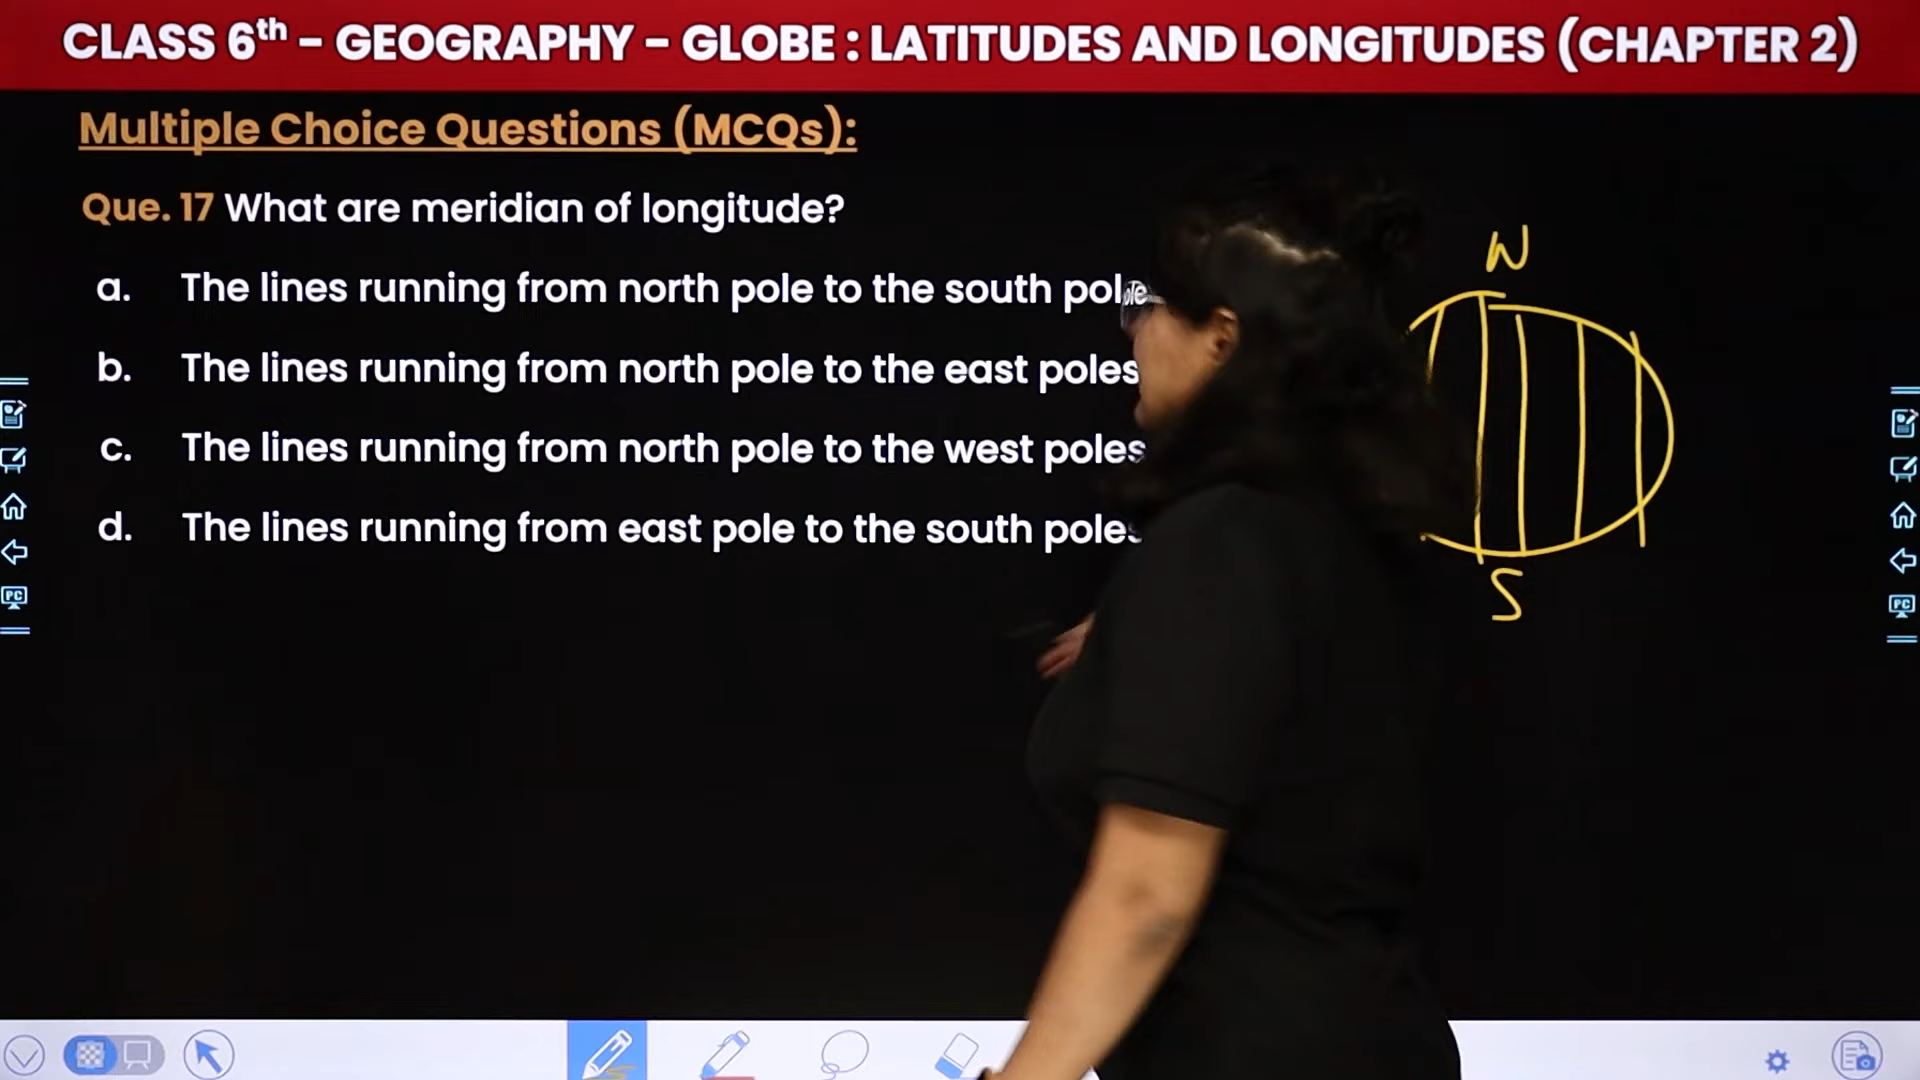 CLASS 6th – GEOGRAPHY – GLOBE : LATITUDES AND LONGITUDES (CHAPTER 2)
Multiple Choice Questions (MCQs):
Que. 17 What are meridian of longitude?
a. The lines running from north pole to the south pol
b. The lines running from north pole to the east poles
c. The lines running from north pole to the west poles
d. The lines running from east pole to the south poles
N
S
PC
PC